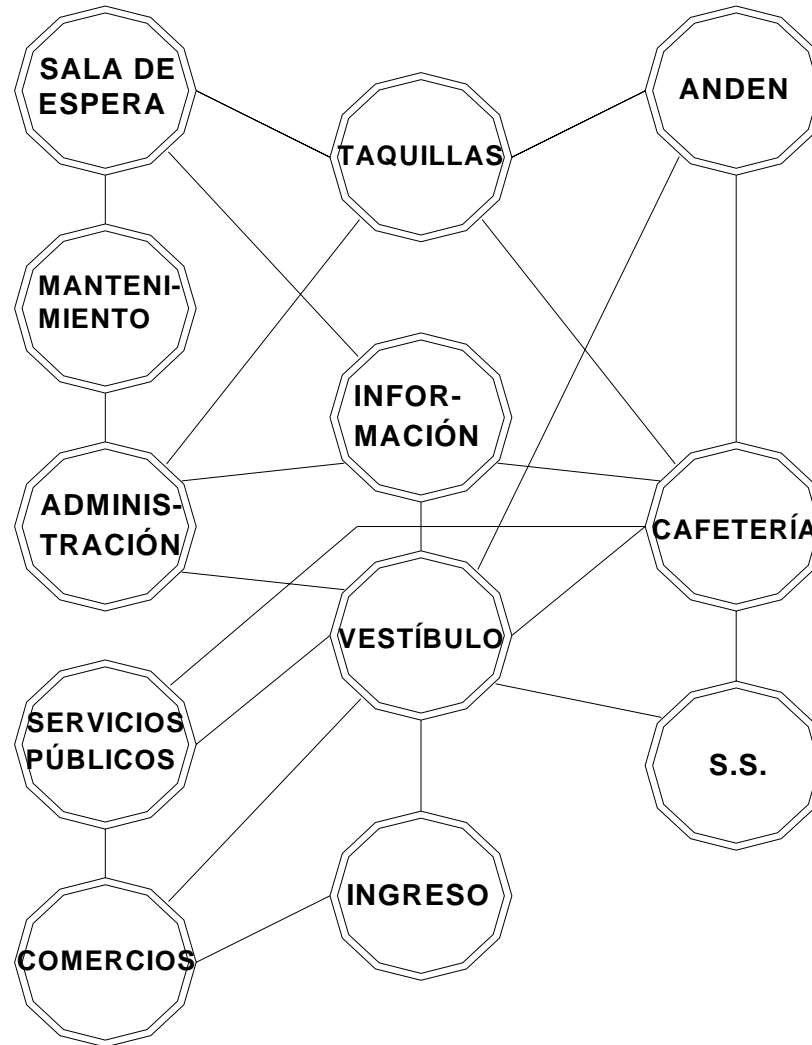 SALA DE
ESPERA
TAQUILLAS
ANDEN
MANTENI-
MIENTO
INFOR-
MACIÓN
ADMINIS-
TRACIÓN
CAFETERÍA
VESTÍBULO
SERVICIOS
PÚBLICOS
S.S.
INGRESO
COMERCIOS